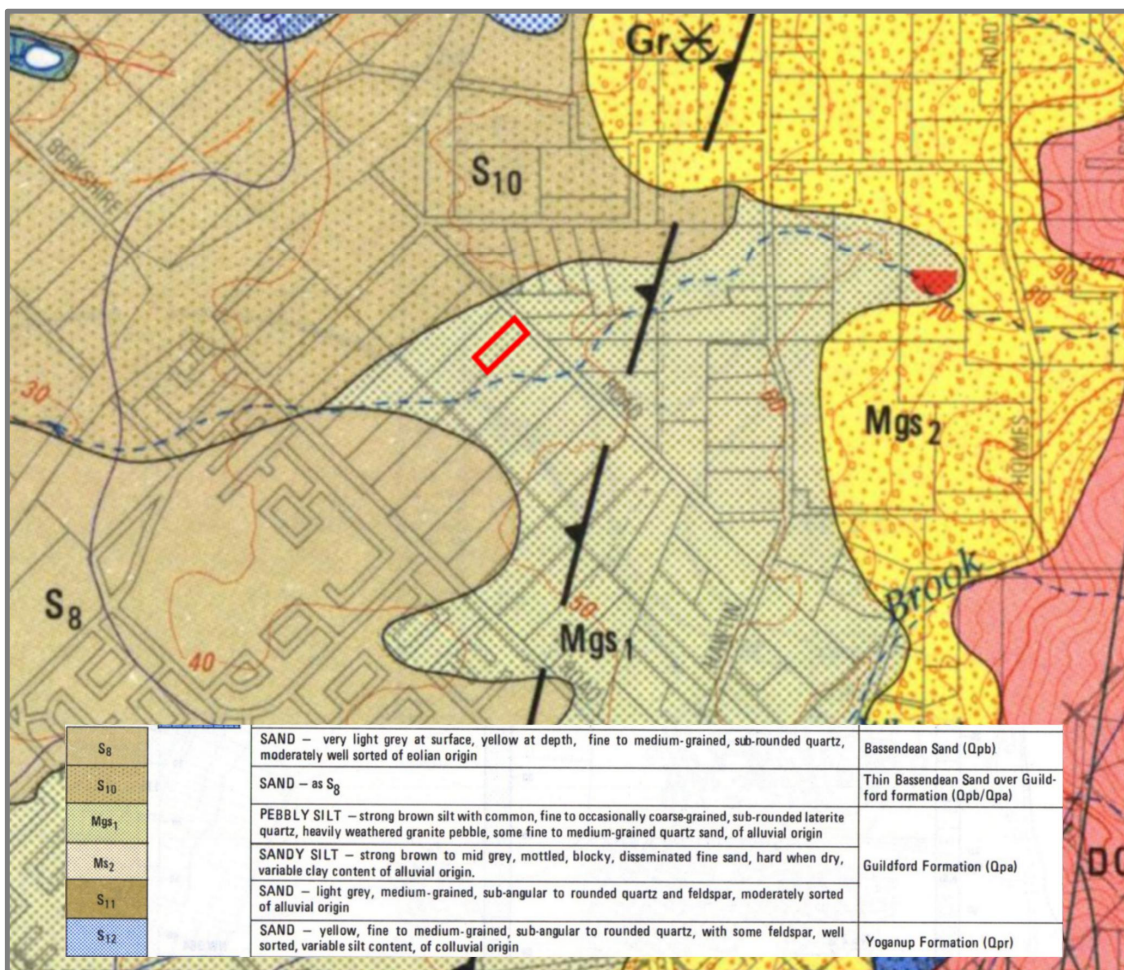 Gr
ROAD
BERKSHIRE
S10
90
100
80
70
30
ROAD
60
Mgs2
HOLMES
Brook
S8
50
40
Mgs1
HALE
ROAD
DO
S8
SAND — very light grey at surface, yellow at depth, fine to medium-grained, sub-rounded quartz,
moderately well sorted of eolian origin
Bassendean Sand (Qpb)
S10
SAND — as S8
Thin Bassendean Sand over Guild-
ford formation (Qpb/Qpa)
Mgs1
PEBBLY SILT — strong brown silt with common, fine to occasionally coarse-grained, sub-rounded laterite
quartz, heavily weathered granite pebble, some fine to medium-grained quartz sand, of alluvial origin
Ms2
SANDY SILT — strong brown to mid grey, mottled, blocky, disseminated fine sand, hard when dry,
variable clay content of alluvial origin.
Guildford Formation (Qpa)
S11
SAND — light grey, medium-grained, sub-angular to rounded quartz and feldspar, moderately sorted
of alluvial origin
S12
SAND — yellow, fine to medium-grained, sub-angular to rounded quartz, with some feldspar, well
sorted, variable silt content, of colluvial origin
Yoganup Formation (Qpr)